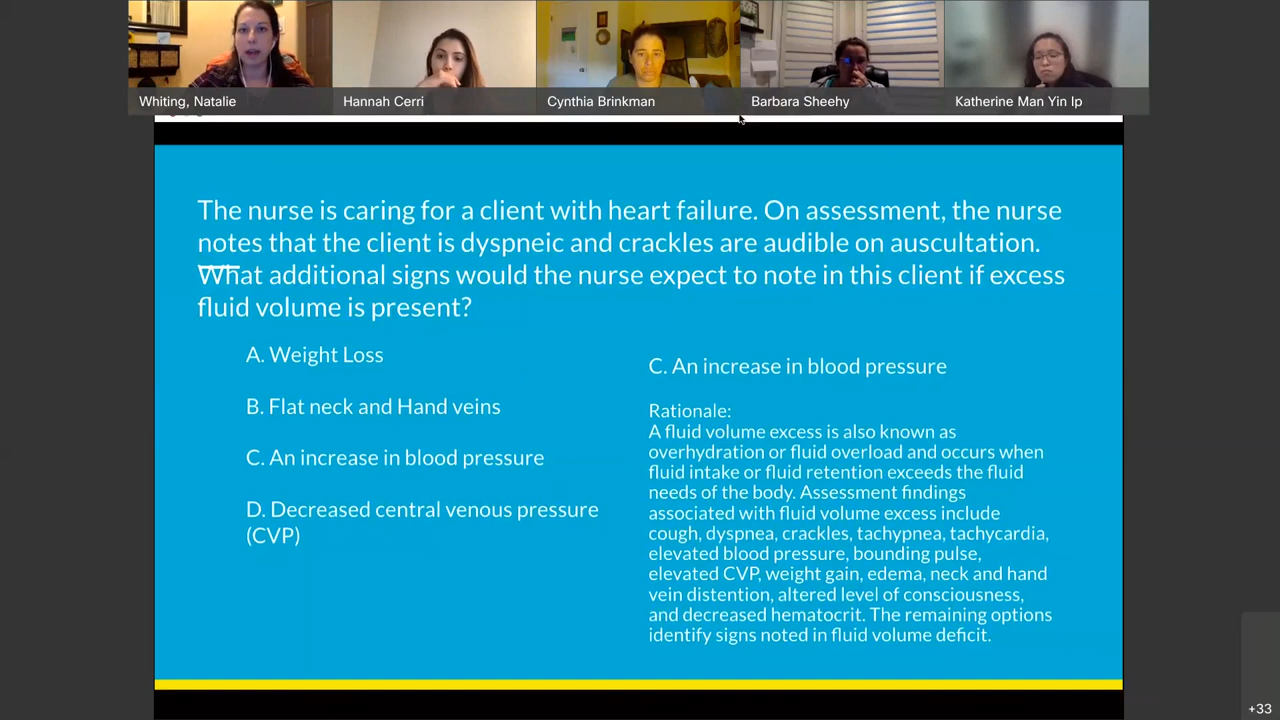 Whiting, Natalie
Hannah Cerri
Cynthia Brinkman
Barbara Sheehy
Katherine Man Yin Ip
The nurse is caring for a client with heart failure. On assessment, the nurse
notes that the client is dyspneic and crackles are audible on auscultation.
What additional signs would the nurse expect to note in this client if excess
fluid volume is present?
A. Weight Loss
B. Flat neck and Hand veins
C. An increase in blood pressure
D. Decreased central venous pressure
(CVP)
C. An increase in blood pressure
Rationale:
A fluid volume excess is also known as
overhydration or fluid overload and occurs when
fluid intake or fluid retention exceeds the fluid
needs of the body. Assessment findings
associated with fluid volume excess include
cough, dyspnea, crackles, tachypnea, tachycardia,
elevated blood pressure, bounding pulse,
elevated CVP, weight gain, edema, neck and hand
vein distention, altered level of consciousness,
and decreased hematocrit. The remaining options
identify signs noted in fluid volume deficit.
+33